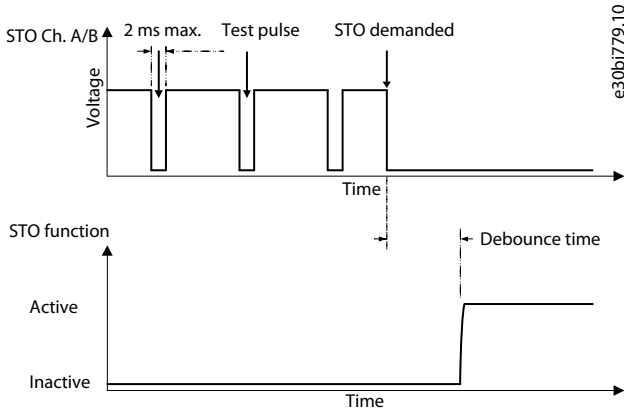 STO Ch. A/B
2 ms max.
Test pulse
STO demanded
e30bj779.10
Voltage
Time
STO function
Debounce time
Active
Inactive
Time